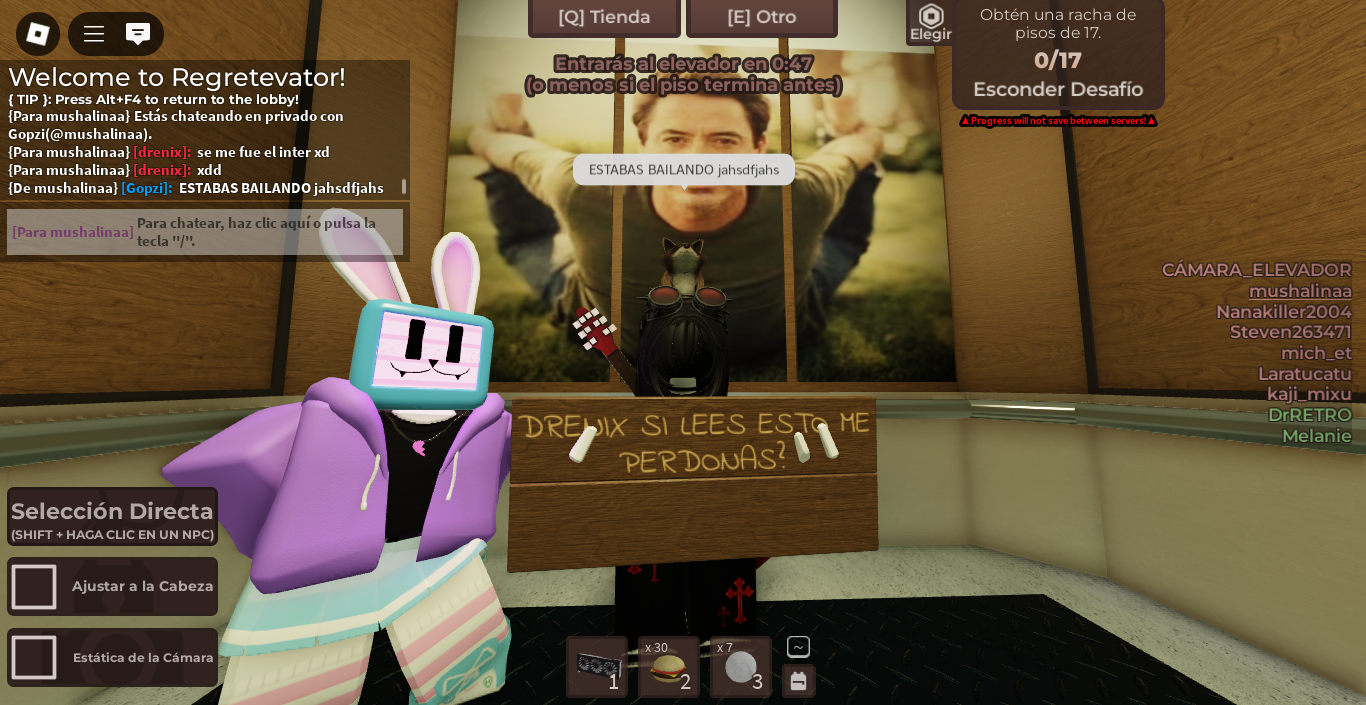 [Q] Tienda
[E] Otro
Elegir
Obtén una racha de
pisos de 17.
0/17
Esconder Desafío
▲Progress will not save between servers!▲
Entrarás al elevador en 0:47
(o menos si el piso termina antes)
Welcome to Regretevator!
{ TIP }: Press Alt+F4 to return to the lobby!
{Para mushalinaa} Estás chateando en privado con
Gopzi(@mushalinaa).
{Para mushalinaa} [drenix]: se me fue el inter xd
{Para mushalinaa} [drenix]: xdd
{De mushalinaa} [Gopzi]: ESTABAS BAILANDO jahsdfjahs
[Para mushalinaa] Para chatear, haz clic aquí o pulsa la
tecla "/".
ESTABAS BAILANDO jahsdfjahs
CÁMARA_ELEVADOR
mushalinaa
Nanakiller2004
Steven263471
mich_et
Laratucatu
kaji_mixu
DrRETRO
Melanie
DRENIX SI LEES ESTO ME
PERDONAS?
Selección Directa
(SHIFT + HAGA CLIC EN UN NPC)
Ajustar a la Cabeza
Estática de la Cámara
1
x 30
2
x 7
3
~